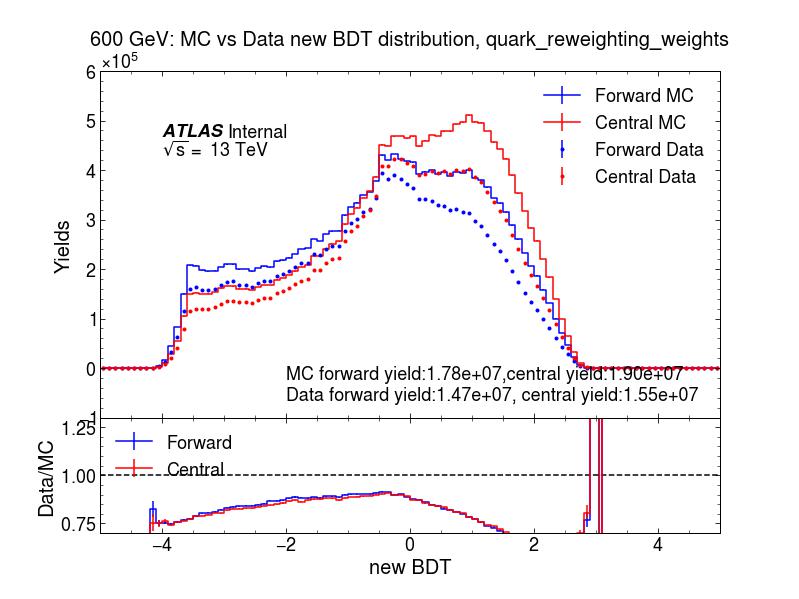 600 GeV: MC vs Data new BDT distribution, quark_reweighting_weights
×10⁵
6
5
4
3
2
1
0
−1
Yields
ATLAS Internal
√s = 13 TeV
Forward MC
Central MC
Forward Data
Central Data
MC forward yield:1.78e+07,central yield:1.90e+07
Data forward yield:1.47e+07, central yield:1.55e+07
1.25
1.00
0.75
Data/MC
Forward
Central
−4 −2 0 2 4
new BDT